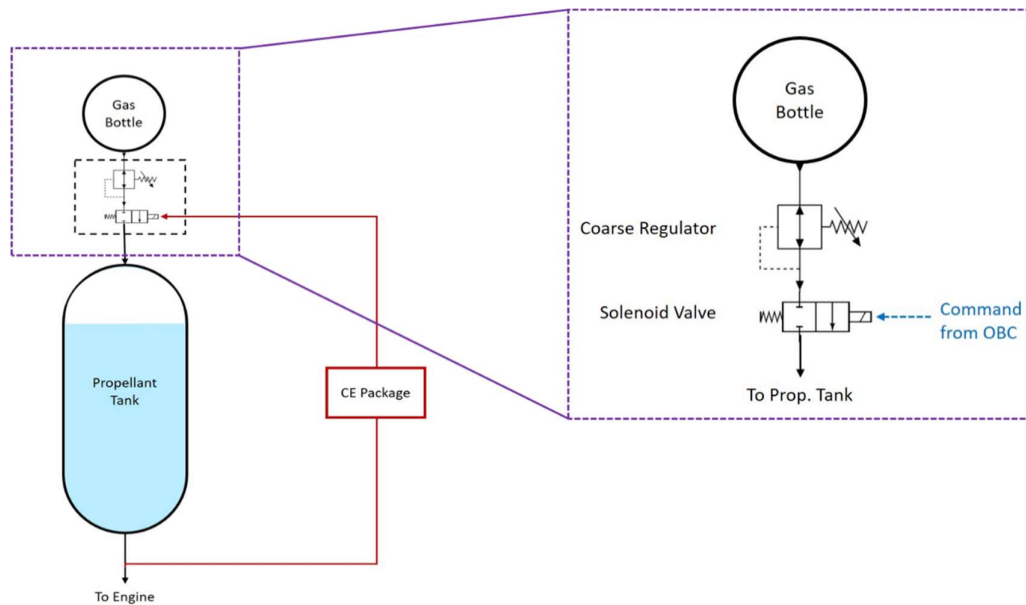 Gas
Bottle
Propellant
Tank
CE Package
To Engine
Gas
Bottle
Coarse Regulator
Solenoid Valve
Command
from OBC
To Prop. Tank